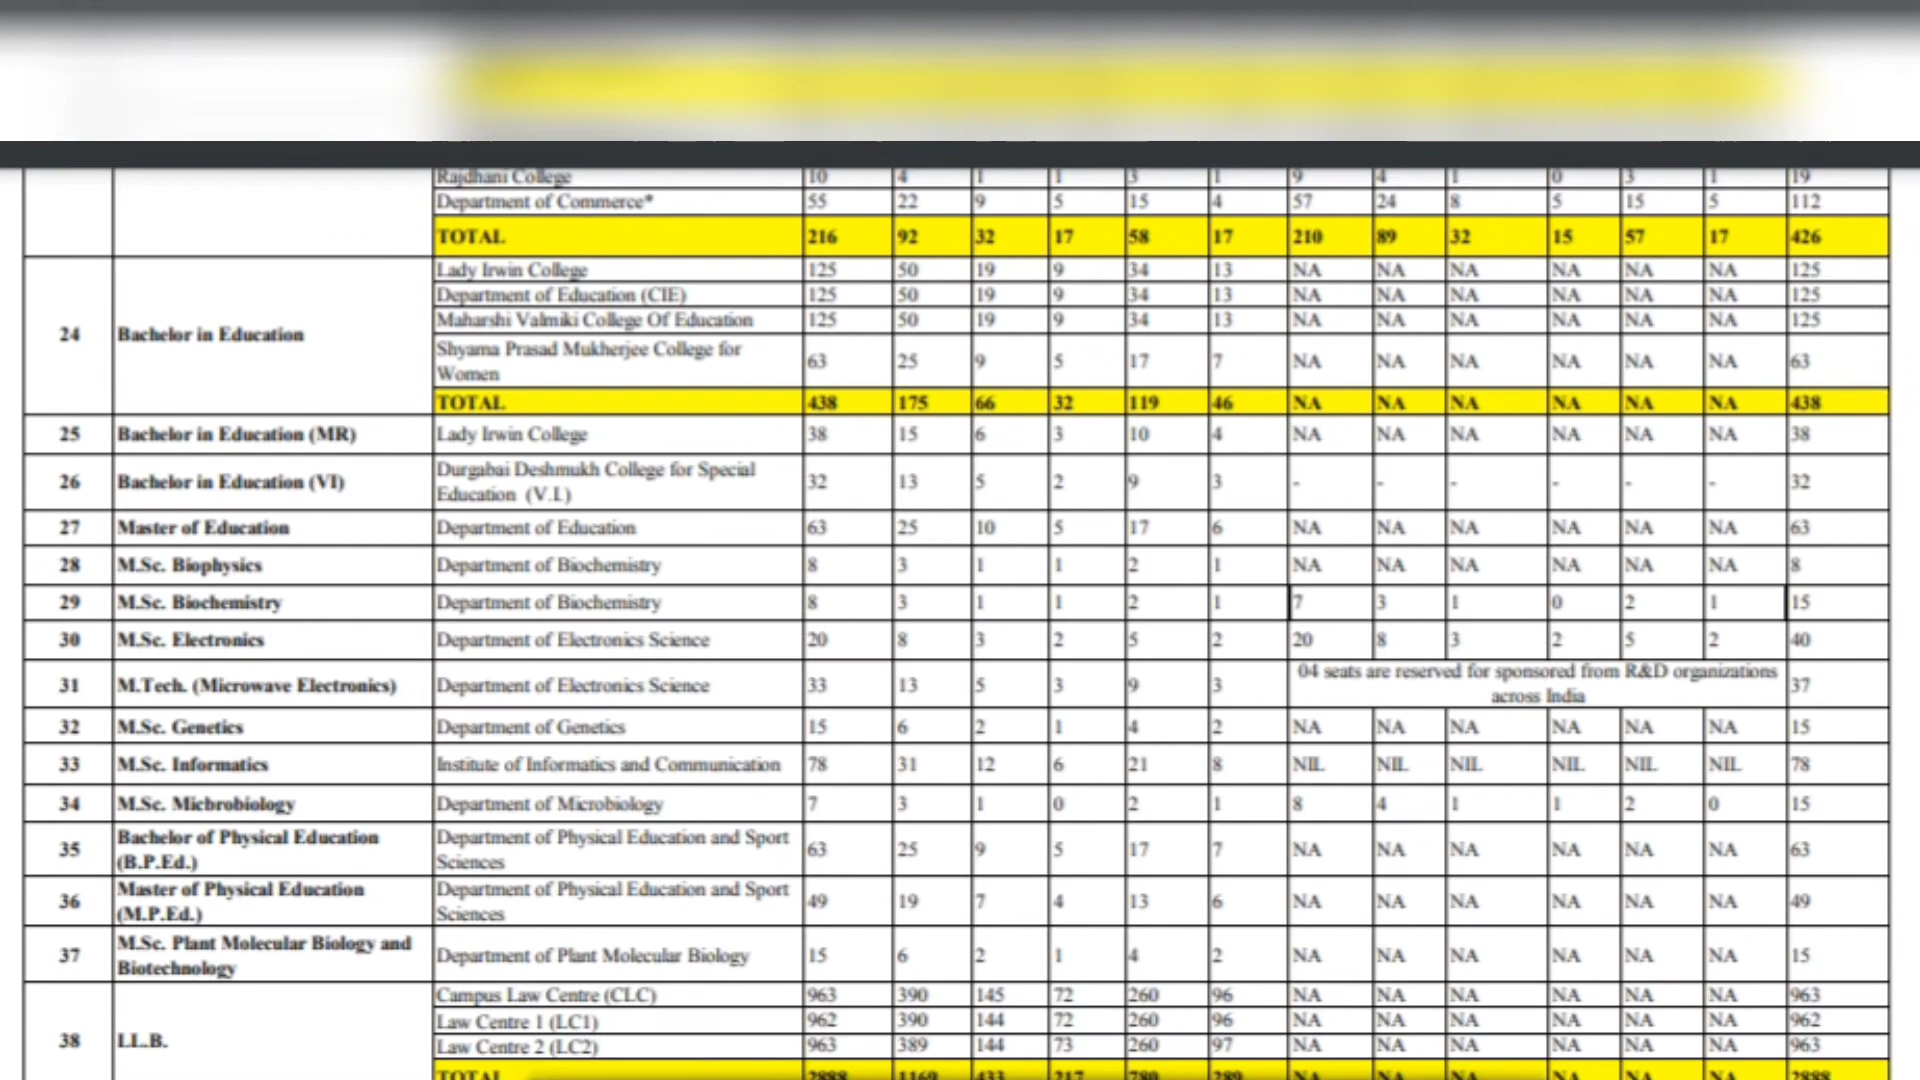 Rajdhani College 10 4 1 1 3 1 9 4 1 0 3 1 19
Department of Commerce* 55 22 9 5 15 4 57 24 8 5 15 5 112
TOTAL 216 92 32 17 58 17 210 89 32 15 57 17 426
24 Bachelor in Education
Lady Irwin College 125 50 19 9 34 13 NA NA NA NA NA NA 125
Department of Education (CIE) 125 50 19 9 34 13 NA NA NA NA NA NA 125
Maharshi Valmiki College Of Education 125 50 19 9 34 13 NA NA NA NA NA NA 125
Shyama Prasad Mukherjee College for
Women 63 25 9 5 17 7 NA NA NA NA NA NA 63
TOTAL 438 175 66 32 119 46 NA NA NA NA NA NA 438
25 Bachelor in Education (MR) Lady Irwin College 38 15 6 3 10 4 NA NA NA NA NA NA 38
26 Bachelor in Education (VI) Durgabai Deshmukh College for Special
Education (V.I.) 32 13 5 2 9 3 - - - - - - 32
27 Master of Education Department of Education 63 25 10 5 17 6 NA NA NA NA NA NA 63
28 M.Sc. Biophysics Department of Biochemistry 8 3 1 1 2 1 NA NA NA NA NA NA 8
29 M.Sc. Biochemistry Department of Biochemistry 8 3 1 1 2 1 7 3 1 0 2 1 15
30 M.Sc. Electronics Department of Electronics Science 20 8 3 2 5 2 20 8 3 2 5 2 40
31 M.Tech. (Microwave Electronics) Department of Electronics Science 33 13 5 3 9 3 04 seats are reserved for sponsored from R&D organizations
across India 37
32 M.Sc. Genetics Department of Genetics 15 6 2 1 4 2 NA NA NA NA NA NA 15
33 M.Sc. Informatics Institute of Informatics and Communication 78 31 12 6 21 8 NIL NIL NIL NIL NIL NIL 78
34 M.Sc. Micbrobiology Department of Microbiology 7 3 1 0 2 1 8 4 1 1 2 0 15
35 Bachelor of Physical Education
(B.P.Ed.) Department of Physical Education and Sport
Sciences 63 25 9 5 17 7 NA NA NA NA NA NA 63
36 Master of Physical Education
(M.P.Ed.) Department of Physical Education and Sport
Sciences 49 19 7 4 13 6 NA NA NA NA NA NA 49
37 M.Sc. Plant Molecular Biology and
Biotechnology Department of Plant Molecular Biology 15 6 2 1 4 2 NA NA NA NA NA NA 15
38 LL.B.
Campus Law Centre (CLC) 963 390 145 72 260 96 NA NA NA NA NA NA 963
Law Centre 1 (LC1) 962 390 144 72 260 96 NA NA NA NA NA NA 962
Law Centre 2 (LC2) 963 389 144 73 260 97 NA NA NA NA NA NA 963
TOTAL 2888 1169 433 217 780 289 NA NA NA NA NA NA 2888